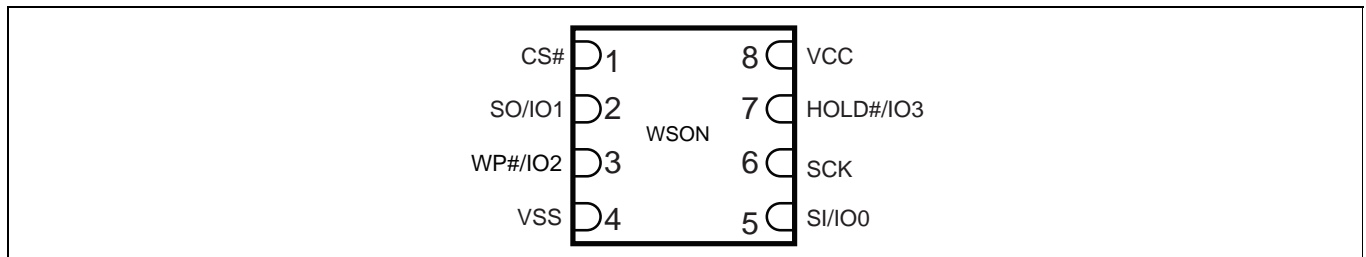 CS# 1 8 VCC
SO/IO1 2 7 HOLD#/IO3
WSON
WP#/IO2 3 6 SCK
VSS 4 5 SI/IO0